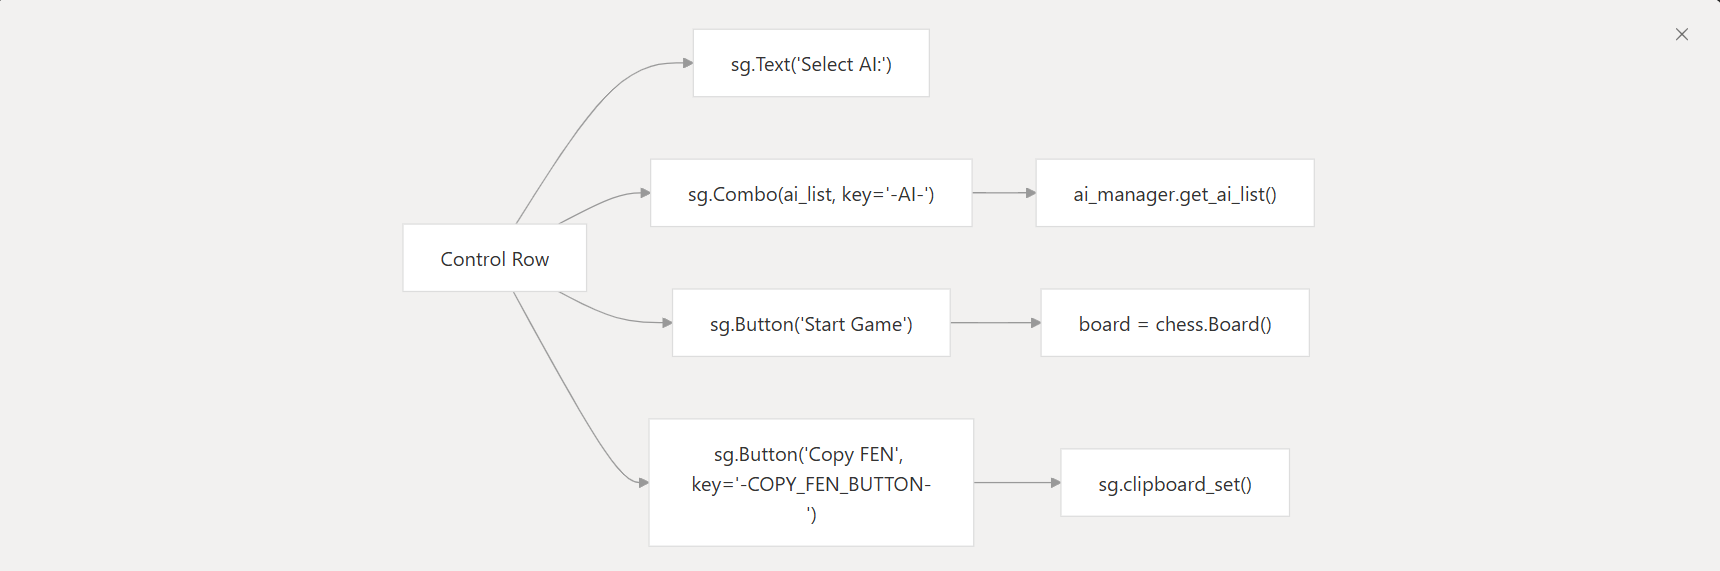 sg.Text('Select AI:')
sg.Combo(ai_list, key='-AI-')
ai_manager.get_ai_list()
Control Row
sg.Button('Start Game')
board = chess.Board()
sg.Button('Copy FEN',
key='-COPY_FEN_BUTTON-
')
sg.clipboard_set()